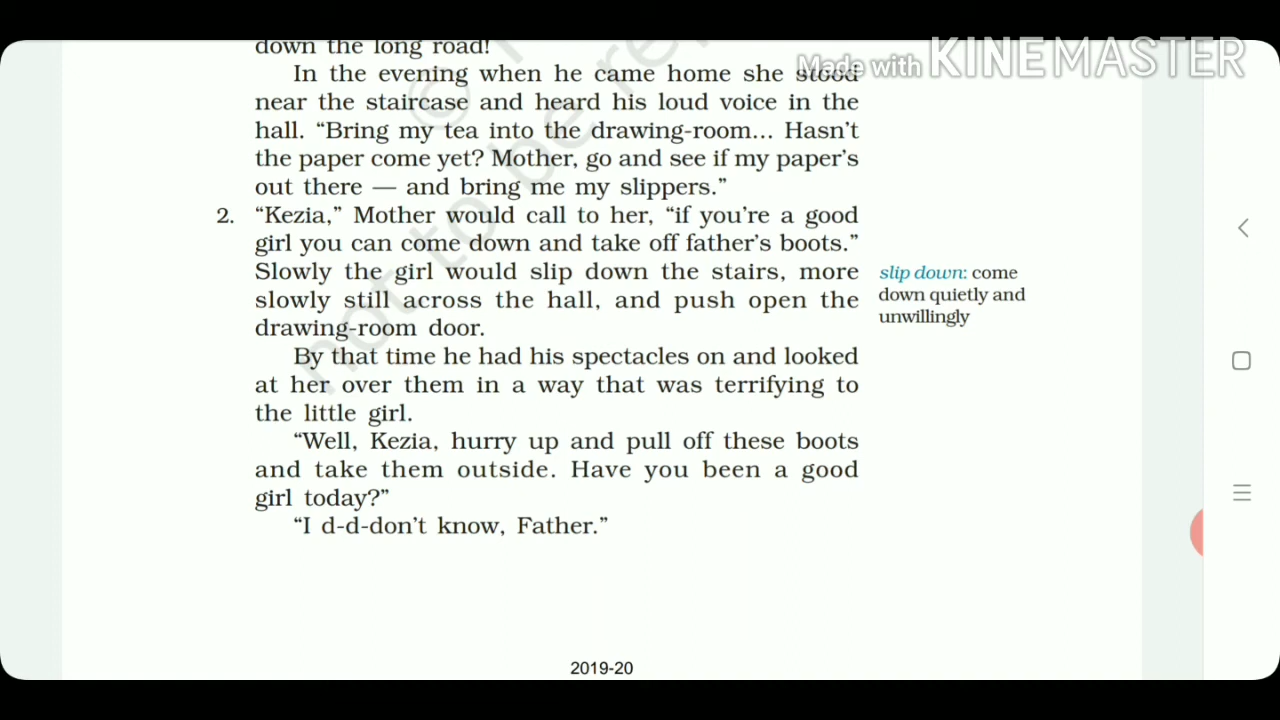 down the long road!
Made with KINEMASTER
In the evening when he came home she stood
near the staircase and heard his loud voice in the
hall. “Bring my tea into the drawing-room... Hasn’t
the paper come yet? Mother, go and see if my paper’s
out there — and bring me my slippers.”
2. “Kezia,” Mother would call to her, “if you’re a good
girl you can come down and take off father’s boots.”
Slowly the girl would slip down the stairs, more
slowly still across the hall, and push open the
drawing-room door.
slip down: come
down quietly and
unwillingly
By that time he had his spectacles on and looked
at her over them in a way that was terrifying to
the little girl.
“Well, Kezia, hurry up and pull off these boots
and take them outside. Have you been a good
girl today?”
“I d-d-don’t know, Father.”
2019-20
© 
not to be re